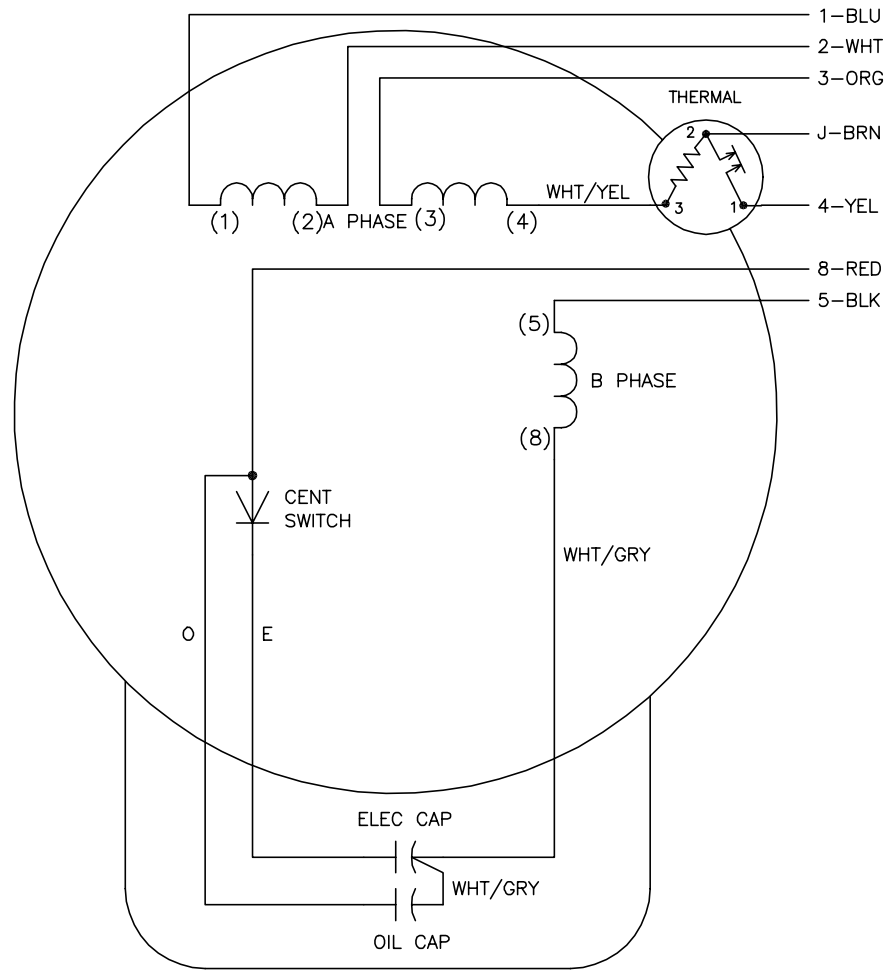 1-BLU
2-WHT
3-ORG
THERMAL
2
J-BRN
WHT/YEL
3
1
4-YEL
(1)
(2)A PHASE
(3)
(4)
8-RED
5-BLK
(5)
B PHASE
(8)
CENT
SWITCH
WHT/GRY
O
E
ELEC CAP
WHT/GRY
OIL CAP